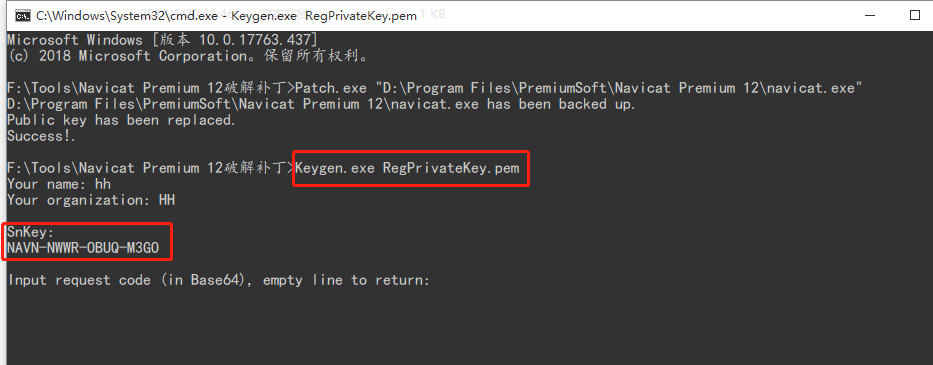 C:\Windows\System32\cmd.exe - Keygen.exe RegPrivateKey.pem
1 KB
Microsoft Windows [版本 10.0.17763.437]
(c) 2018 Microsoft Corporation。保留所有权利。
F:\Tools\Navicat Premium 12破解补丁>Patch.exe "D:\Program Files\PremiumSoft\Navicat Premium 12\navicat.exe"
D:\Program Files\PremiumSoft\Navicat Premium 12\navicat.exe has been backed up.
Public key has been replaced.
Success!.
F:\Tools\Navicat Premium 12破解补丁>Keygen.exe RegPrivateKey.pem
Your name: hh
Your organization: HH
SnKey:
NAVN-NWWR-OBUQ-M3GO
Input request code (in Base64), empty line to return: